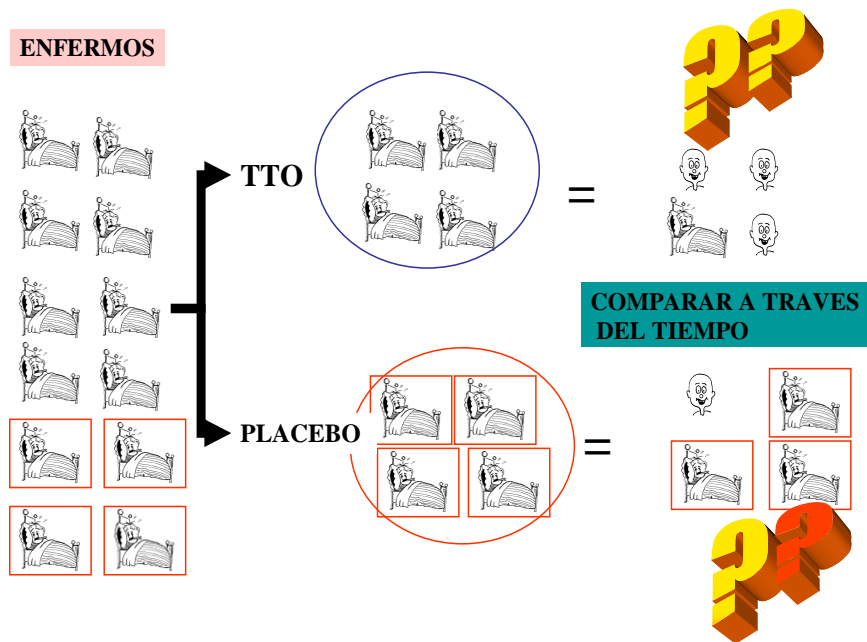 ENFERMOS
??
TTO
=
COMPARAR A TRAVES
DEL TIEMPO
PLACEBO
=
??